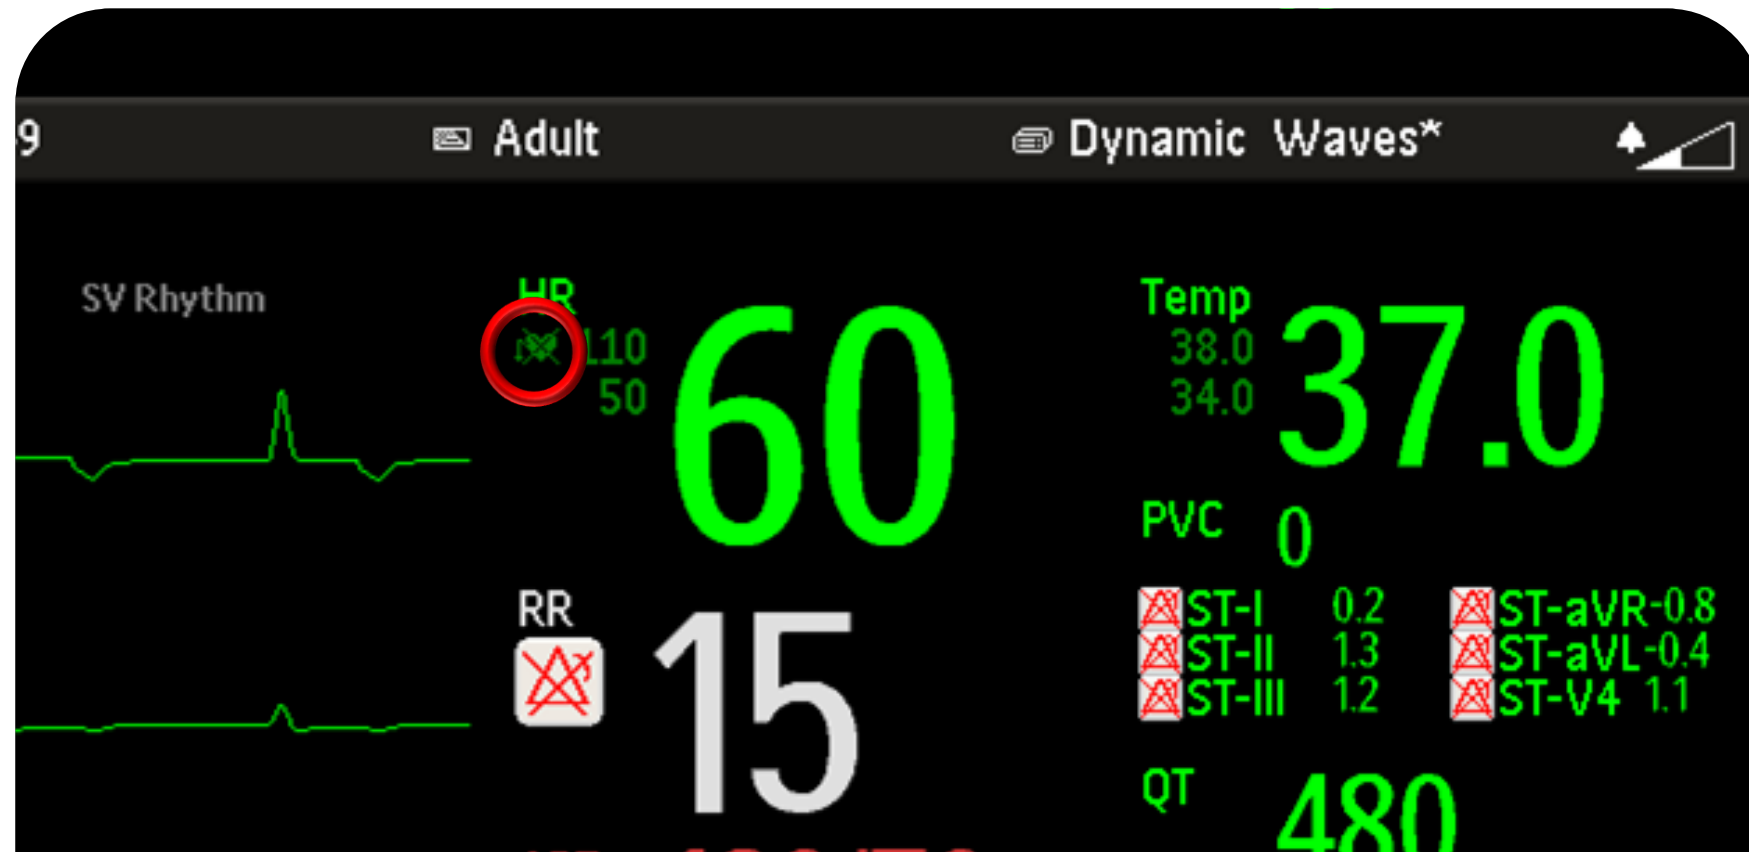 9 Adult Dynamic Waves*
SV Rhythm
HR
110
50
60
Temp
38.0
34.0
37.0
PVC 0
RR
15
ST-I 0.2 ST-aVR -0.8
ST-II 1.3 ST-aVL -0.4
ST-III 1.2 ST-V4 1.1
QT 480